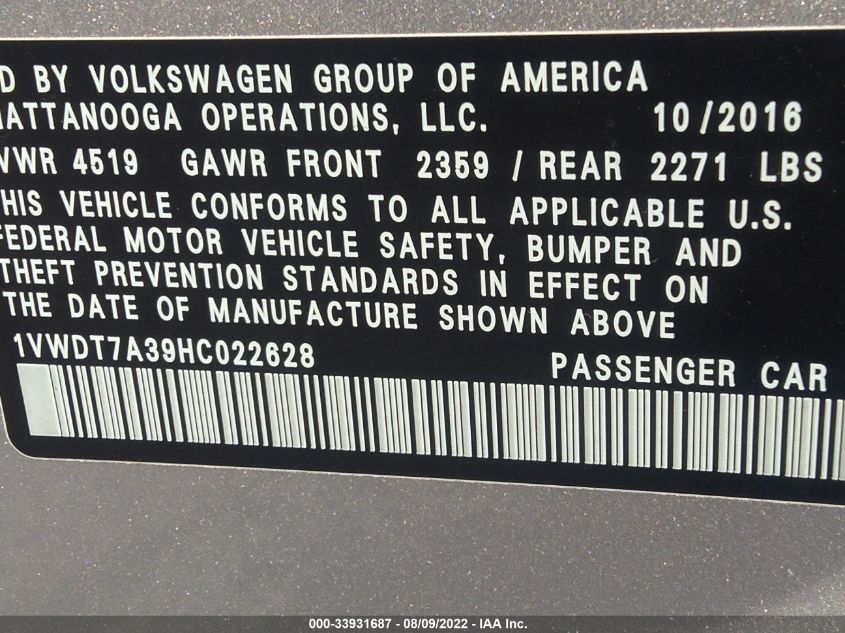 D BY VOLKSWAGEN GROUP OF AMERICA
HATTANOOGA OPERATIONS, LLC. 10/2016
VWR 4519 GAWR FRONT 2359 / REAR 2271 LBS
HIS VEHICLE CONFORMS TO ALL APPLICABLE U.S.
FEDERAL MOTOR VEHICLE SAFETY, BUMPER AND
THEFT PREVENTION STANDARDS IN EFFECT ON
THE DATE OF MANUFACTURE SHOWN ABOVE
1VWDT7A39HC022628 PASSENGER CAR
000-33931687 - 08/09/2022 - IAA Inc.